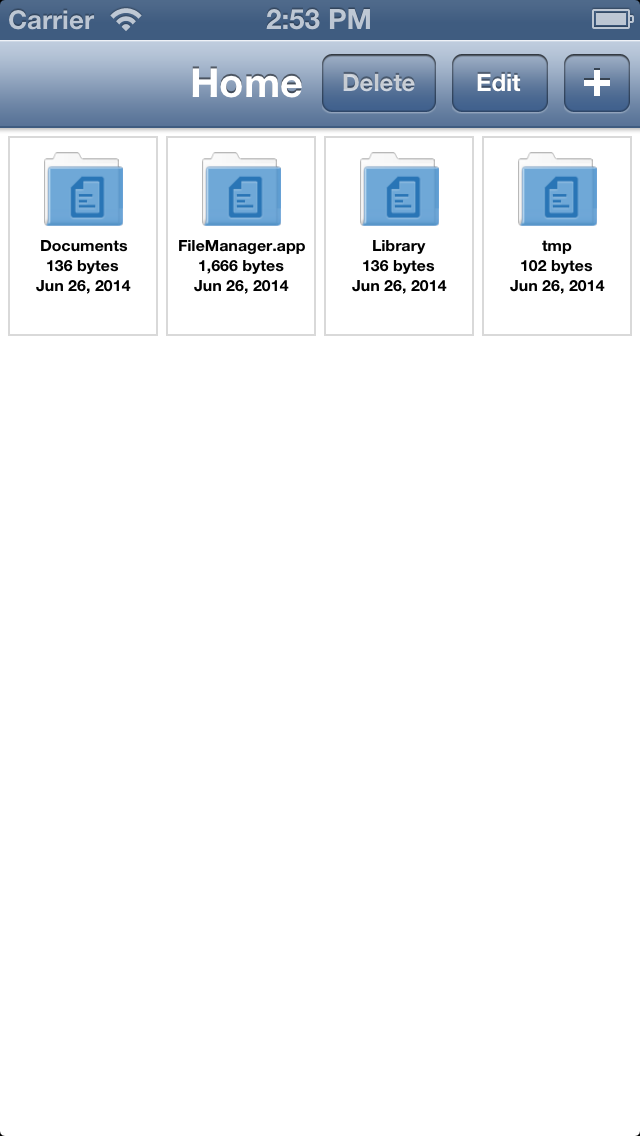 Carrier 2:53 PM
Home Delete Edit +
Documents
136 bytes
Jun 26, 2014
FileManager.app
1,666 bytes
Jun 26, 2014
Library
136 bytes
Jun 26, 2014
tmp
102 bytes
Jun 26, 2014